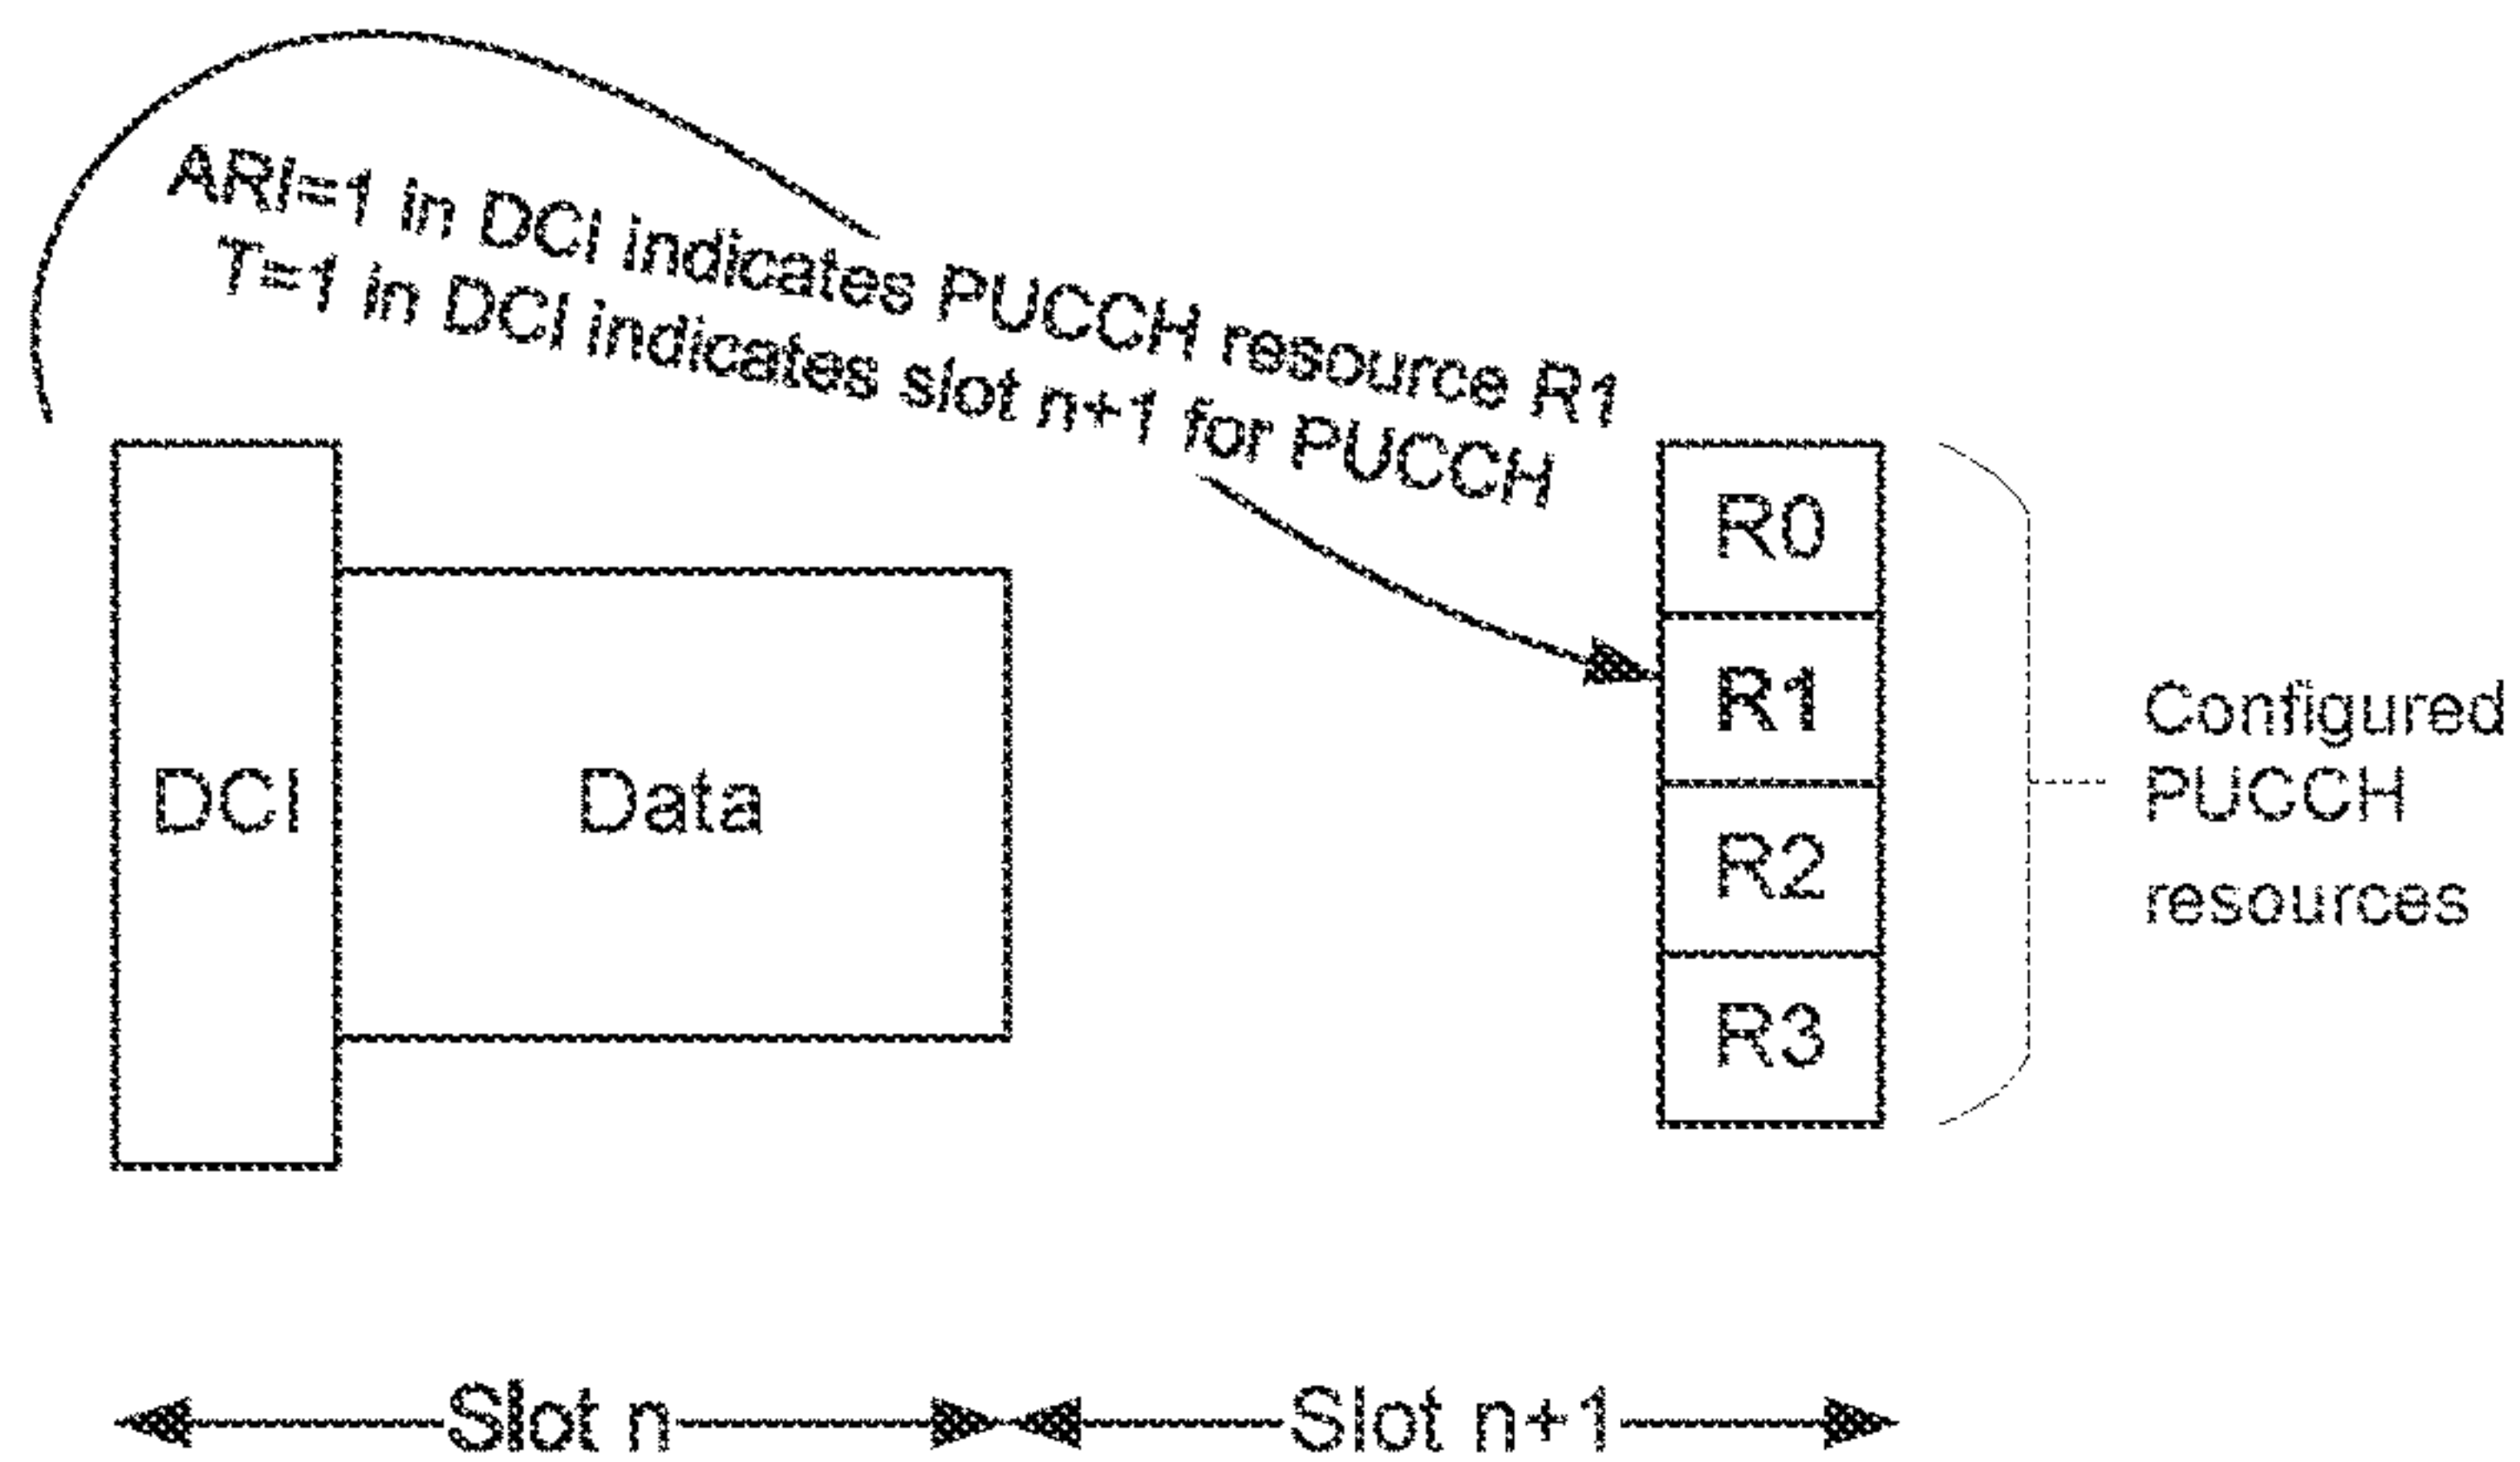 ARI=1 in DCI indicates PUCCH resource R1
T=1 in DCI indicates slot n+1 for PUCCH
DCI
Data
R0
R1
R2
R3
Configured
PUCCH
resources
Slot n
Slot n+1